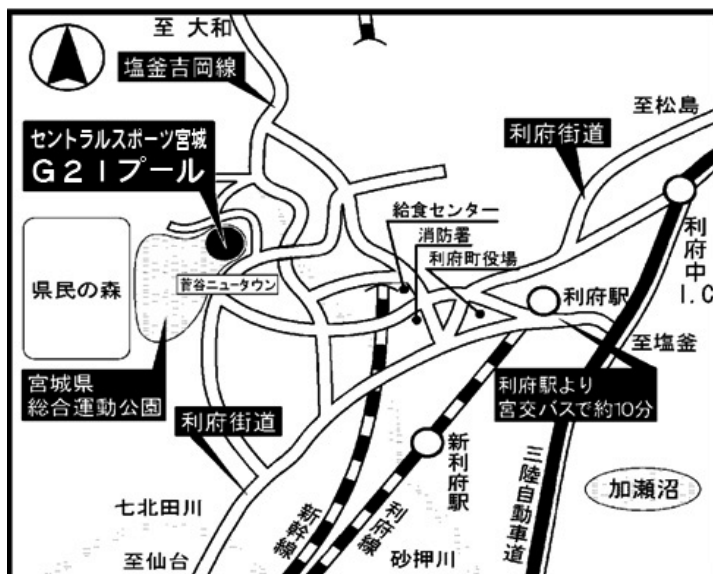 至 大和
塩釜吉岡線
至松島
セントラルスポーツ宮城
G21プール
利府街道
給食センター
消防署
利府町役場
利府中
I.C
県民の森
菅谷ニュータウン
利府駅
至塩釜
宮城県
総合運動公園
利府街道
利府駅より
宮交バスで約10分
新利府駅
三陸自動車道
加瀬沼
七北田川
新幹線
利府線
砂押川
至仙台